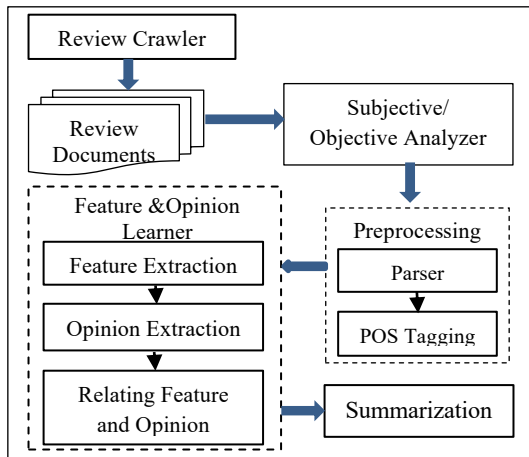 Review Crawler
Review
Documents
Subjective/
Objective Analyzer
Preprocessing
Parser
POS Tagging
Feature &Opinion
Learner
Feature Extraction
Opinion Extraction
Relating Feature
and Opinion
Summarization